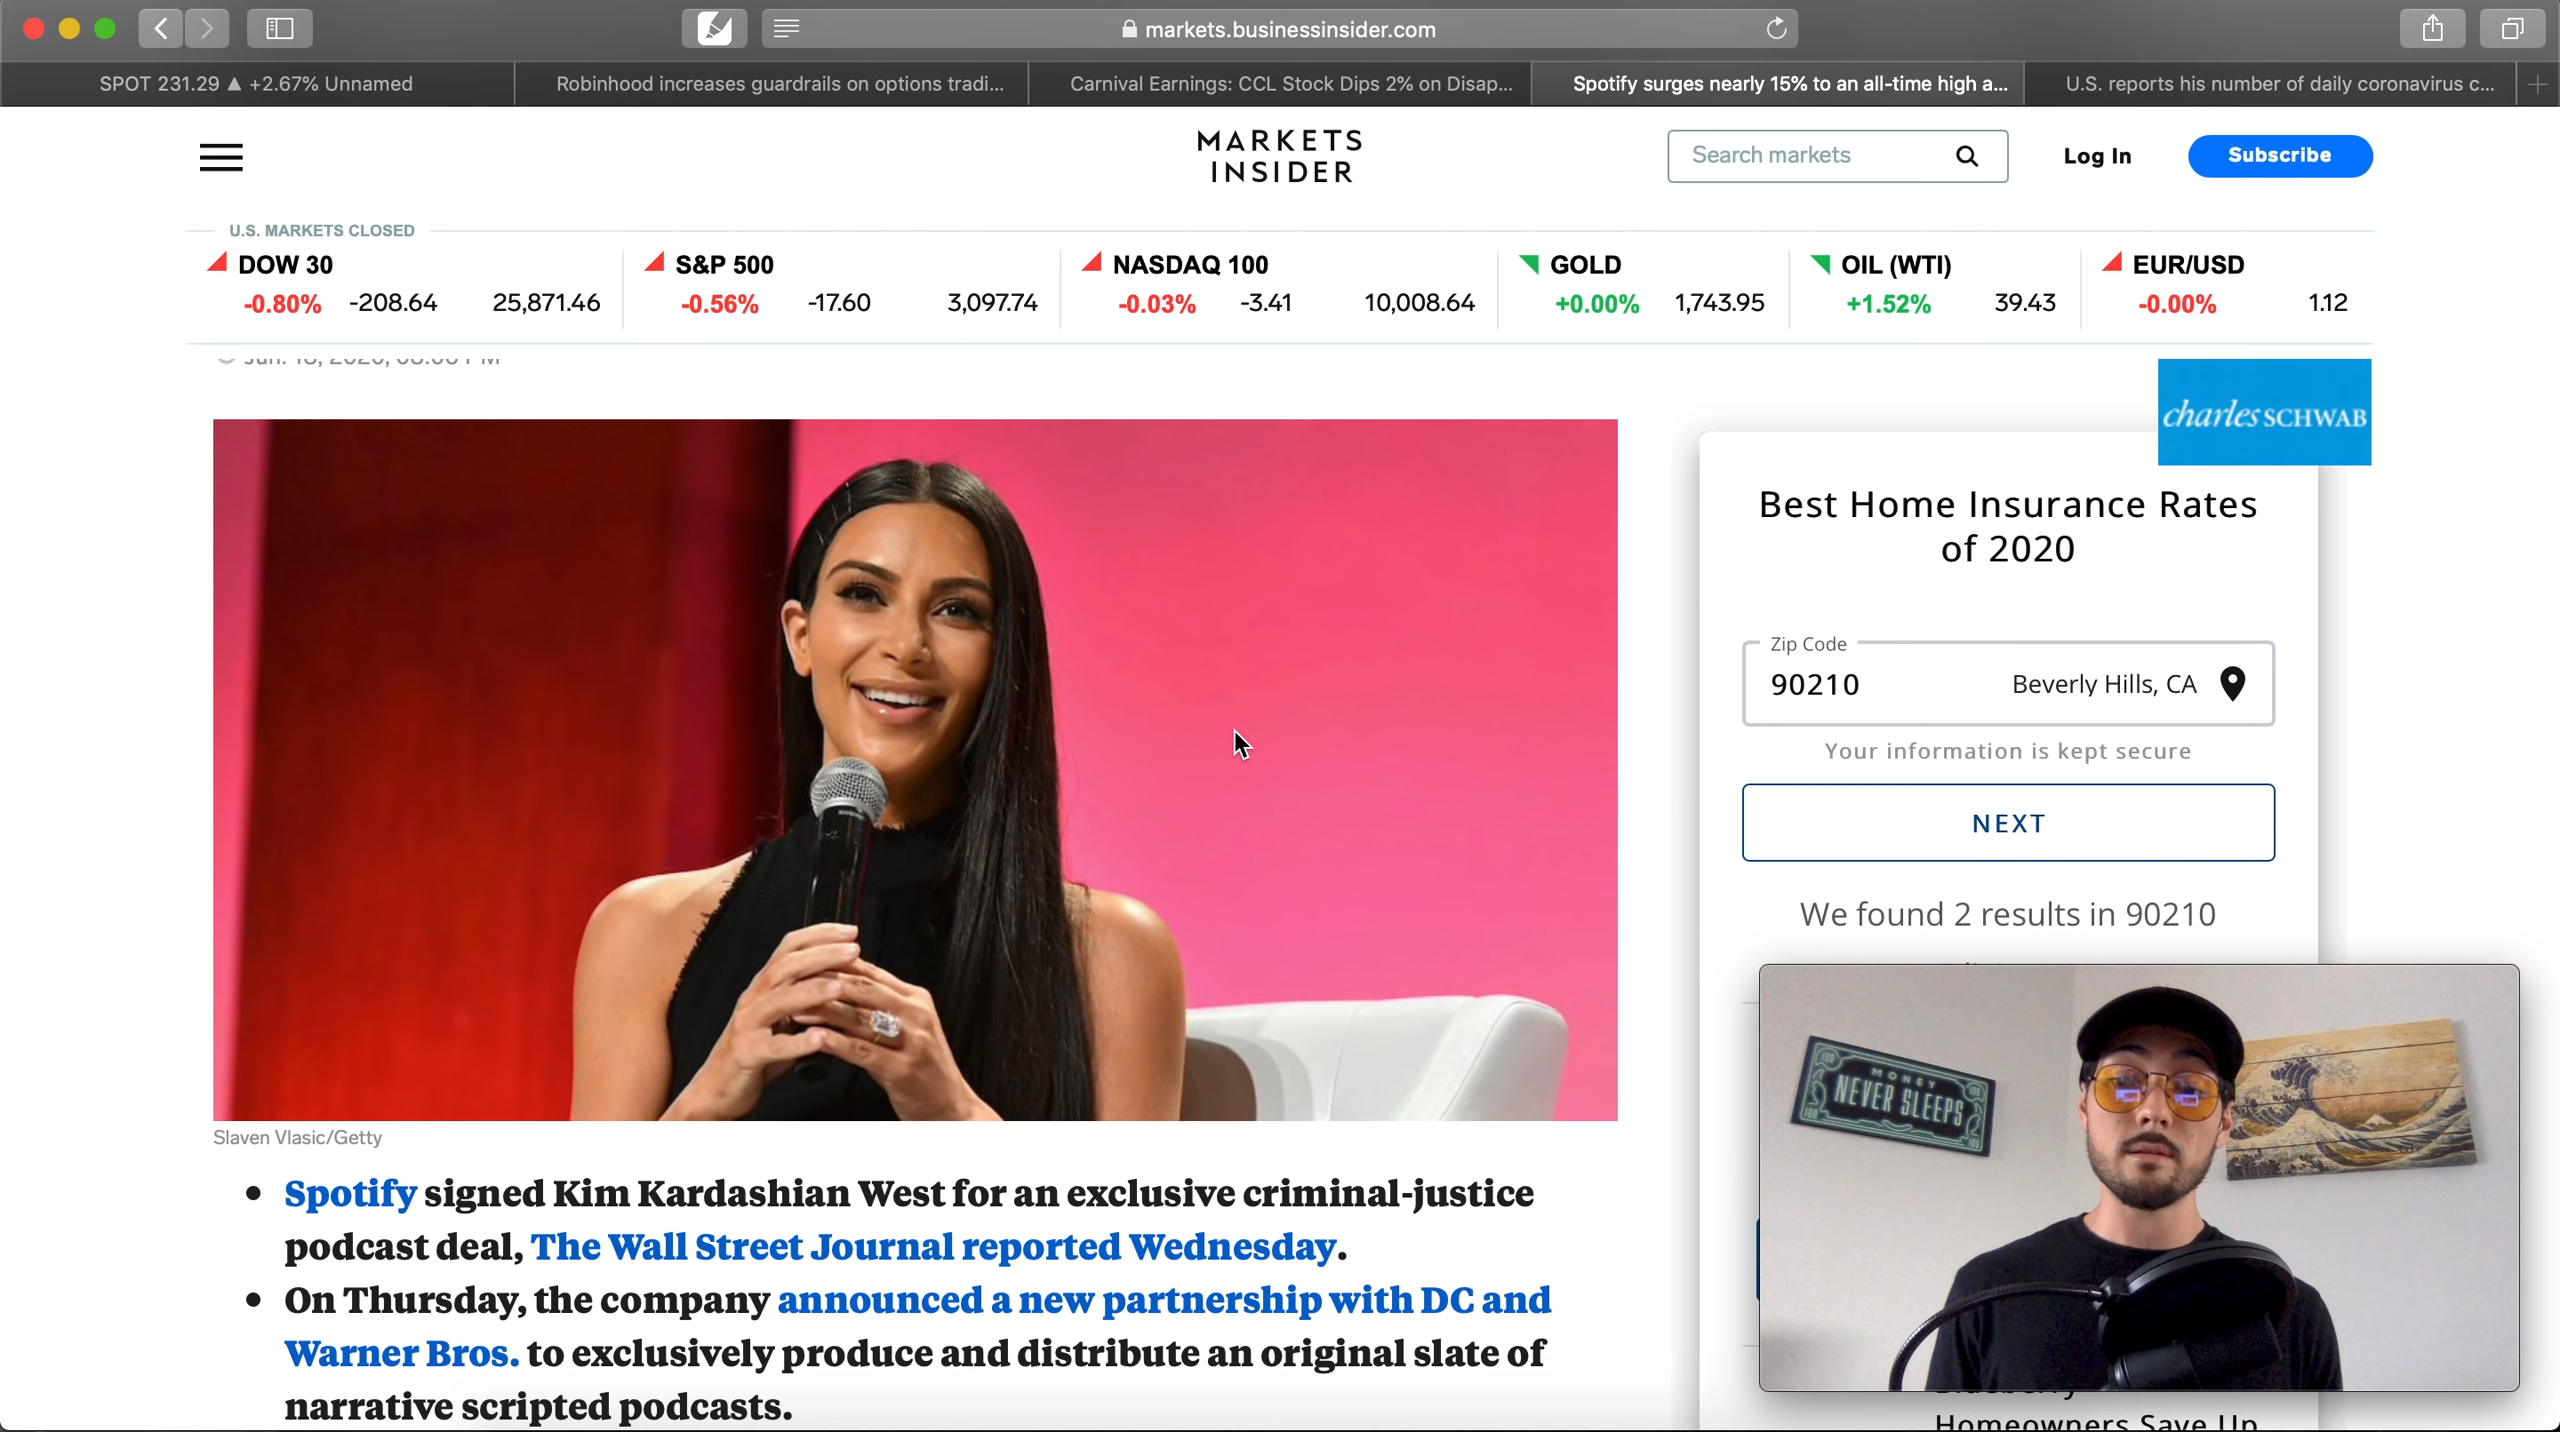 markets.businessinsider.com
SPOT 231.29 ▲ +2.67% Unnamed
Robinhood increases guardrails on options tradi...
Carnival Earnings: CCL Stock Dips 2% on Disap...
Spotify surges nearly 15% to an all-time high a...
U.S. reports his number of daily coronavirus c...
MARKETS
INSIDER
Search markets
Log In
Subscribe
U.S. MARKETS CLOSED
DOW 30
-0.80% -208.64 25,871.46
S&P 500
-0.56% -17.60 3,097.74
NASDAQ 100
-0.03% -3.41 10,008.64
GOLD
+0.00% 1,743.95
OIL (WTI)
+1.52% 39.43
EUR/USD
-0.00% 1.12
charles SCHWAB
Best Home Insurance Rates
of 2020
Zip Code
90210 Beverly Hills, CA
Your information is kept secure
NEXT
We found 2 results in 90210
Slaven Vlasic/Getty
• Spotify signed Kim Kardashian West for an exclusive criminal-justice
podcast deal, The Wall Street Journal reported Wednesday.
• On Thursday, the company announced a new partnership with DC and
Warner Bros. to exclusively produce and distribute an original slate of
narrative scripted podcasts.
MONEY
NEVER SLEEPS
Homeowners Save Up